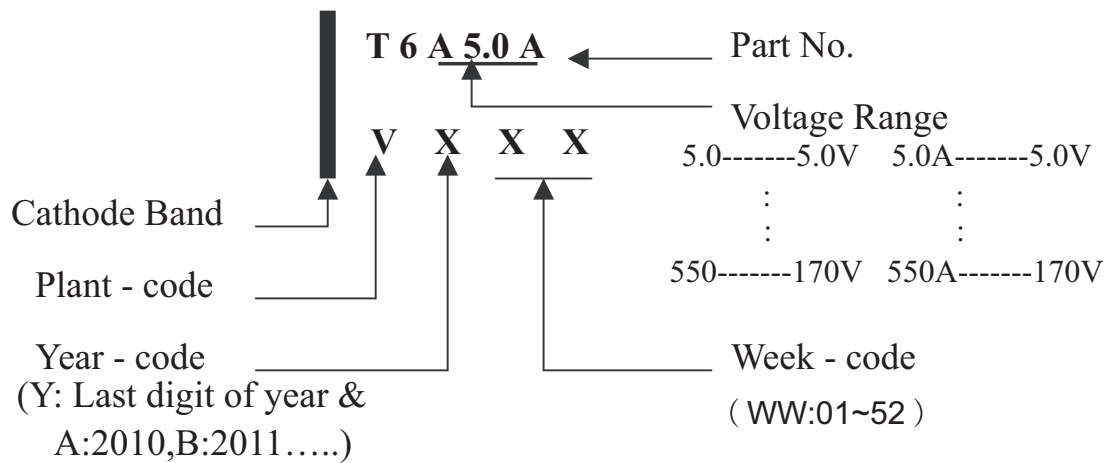 T 6 A 5.0 A
Part No.
Voltage Range
V X X X
5.0-------5.0V 5.0A-------5.0V
: :
: :
550-------170V 550A-------170V
Cathode Band
Plant - code
Year - code
(Y: Last digit of year &
A:2010,B:2011…..)
Week - code
（WW:01~52）